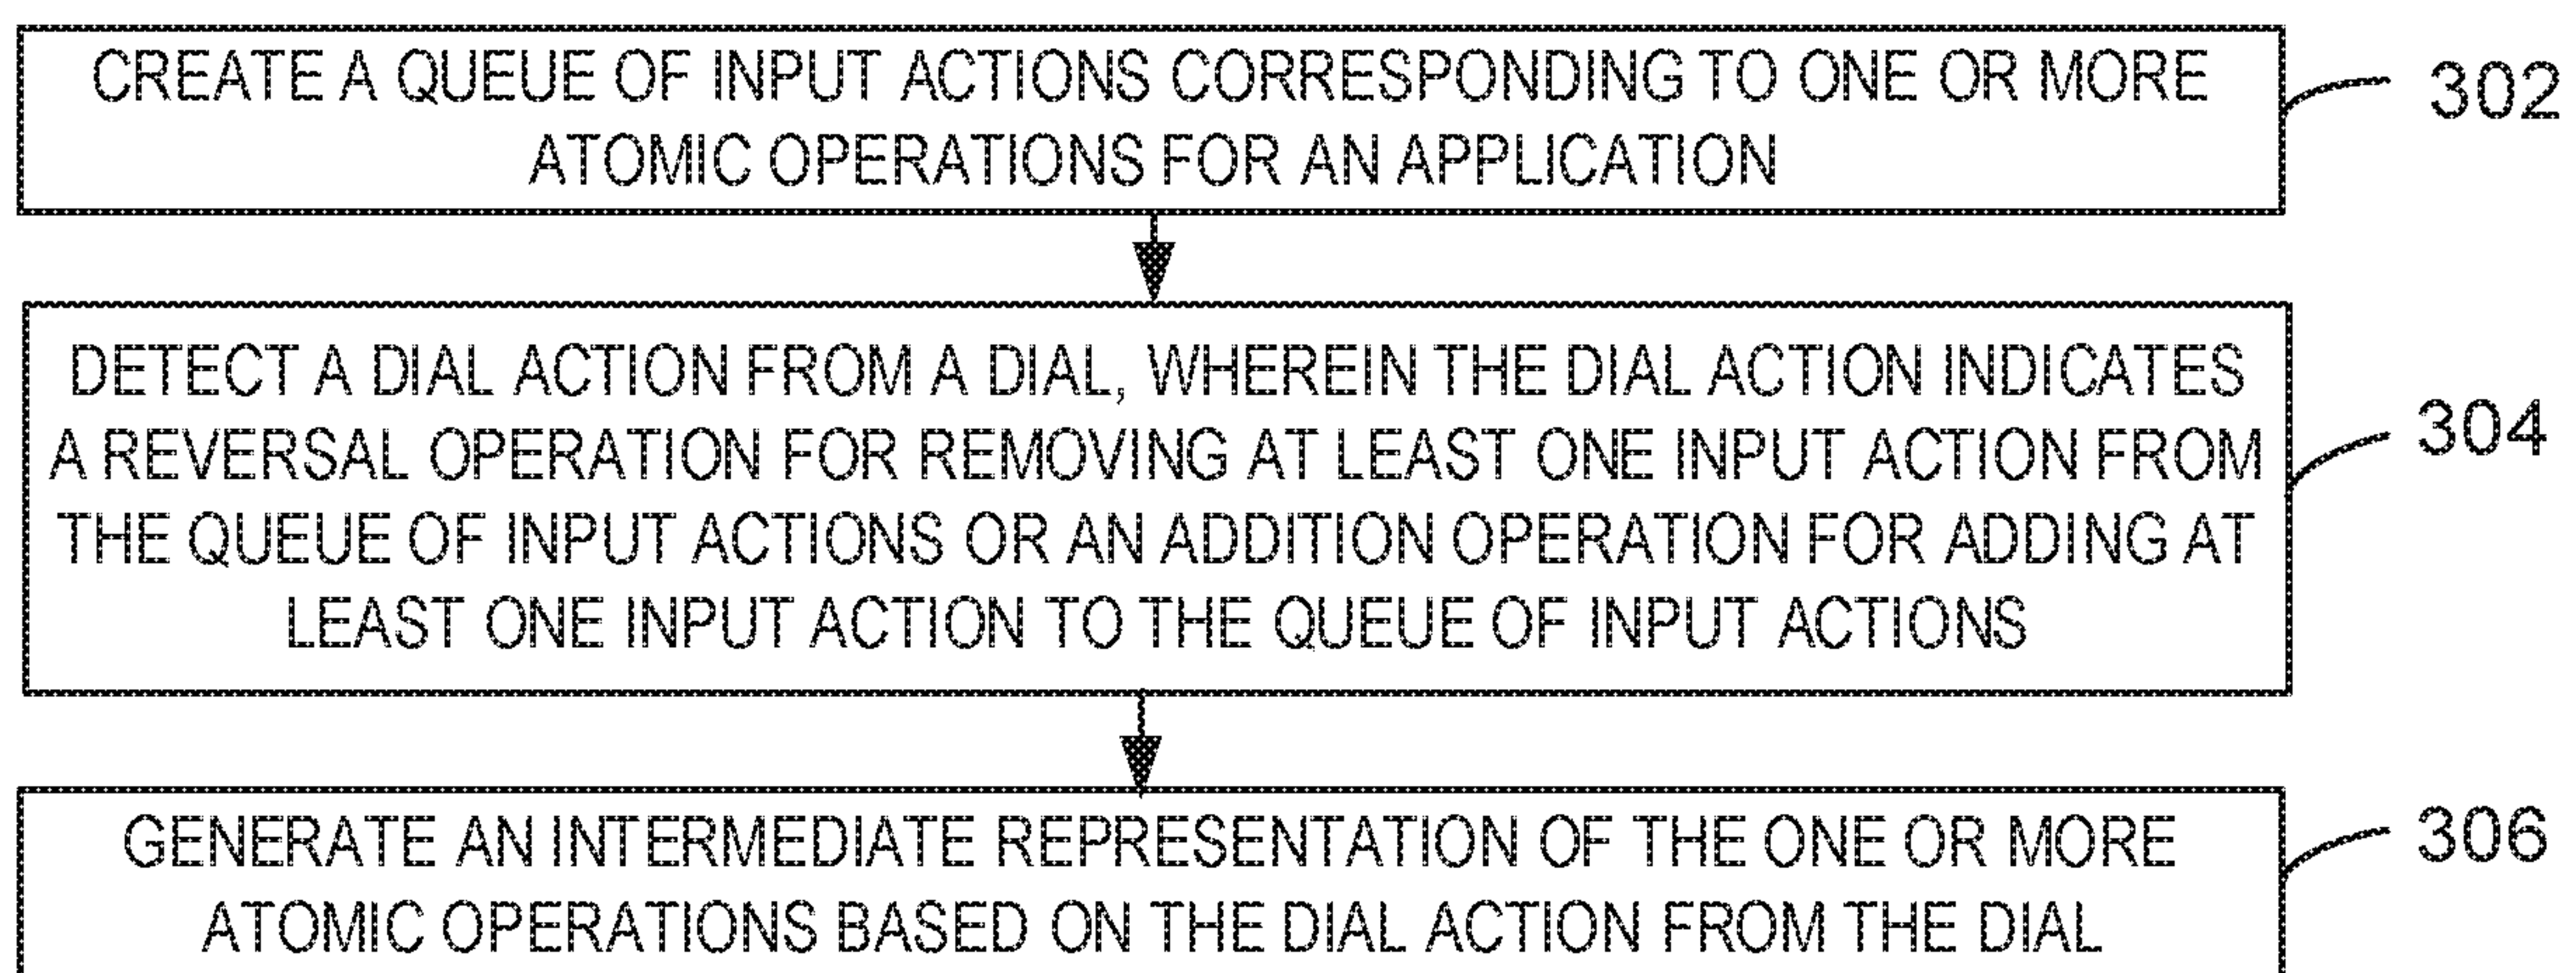 CREATE A QUEUE OF INPUT ACTIONS CORRESPONDING TO ONE OR MORE
ATOMIC OPERATIONS FOR AN APPLICATION
302
DETECT A DIAL ACTION FROM A DIAL, WHEREIN THE DIAL ACTION INDICATES
A REVERSAL OPERATION FOR REMOVING AT LEAST ONE INPUT ACTION FROM
THE QUEUE OF INPUT ACTIONS OR AN ADDITION OPERATION FOR ADDING AT
LEAST ONE INPUT ACTION TO THE QUEUE OF INPUT ACTIONS
304
GENERATE AN INTERMEDIATE REPRESENTATION OF THE ONE OR MORE
ATOMIC OPERATIONS BASED ON THE DIAL ACTION FROM THE DIAL
306